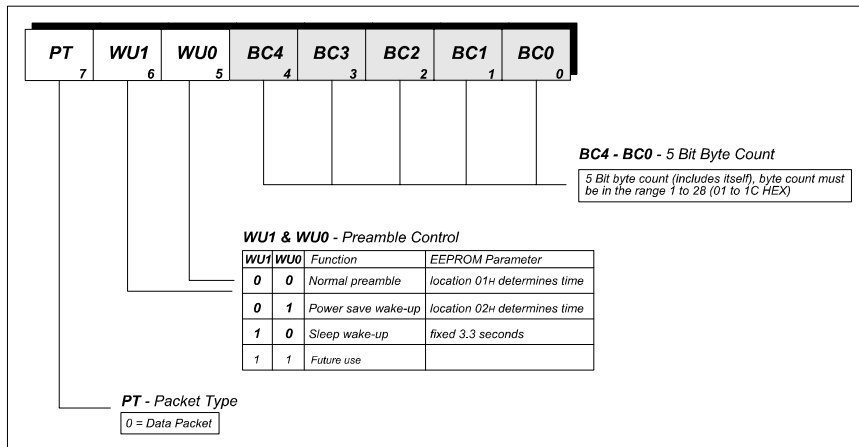 PT WU1 WU0 BC4 BC3 BC2 BC1 BC0
7 6 5 4 3 2 1 0
BC4 - BC0 - 5 Bit Byte Count
5 Bit byte count (includes itself), byte count must
be in the range 1 to 28 (01 to 1C HEX)
WU1 & WU0 - Preamble Control
WU1 WU0 Function EEPROM Parameter
0 0 Normal preamble location 01H determines time
0 1 Power save wake-up location 02H determines time
1 0 Sleep wake-up fixed 3.3 seconds
1 1 Future use
PT - Packet Type
0 = Data Packet